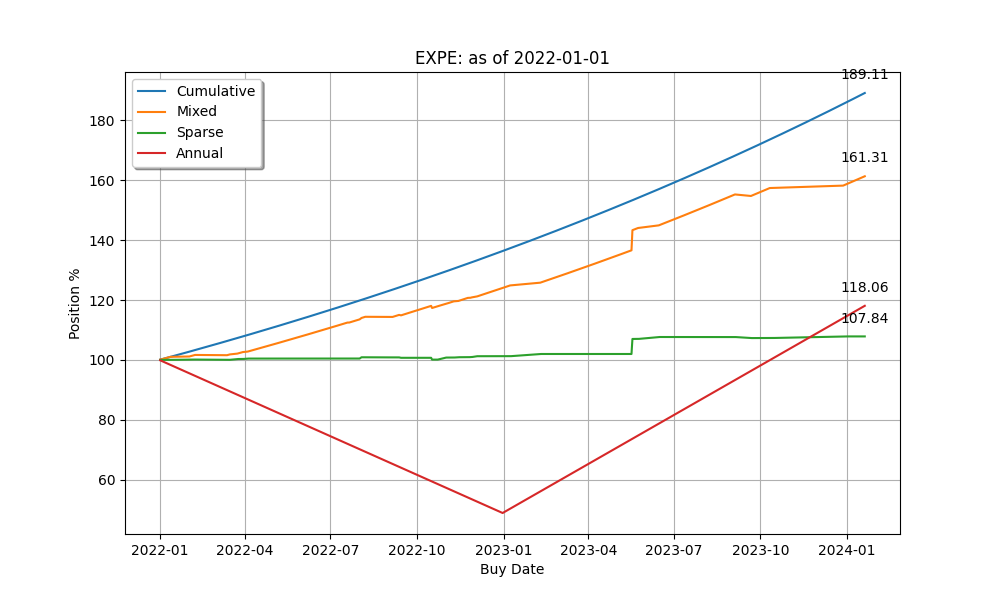 EXPE: as of 2022-01-01
Cumulative
Mixed
Sparse
Annual
189.11
161.31
118.06
107.84
Position %
180
160
140
120
100
80
60
2022-01 2022-04 2022-07 2022-10 2023-01 2023-04 2023-07 2023-10 2024-01
Buy Date